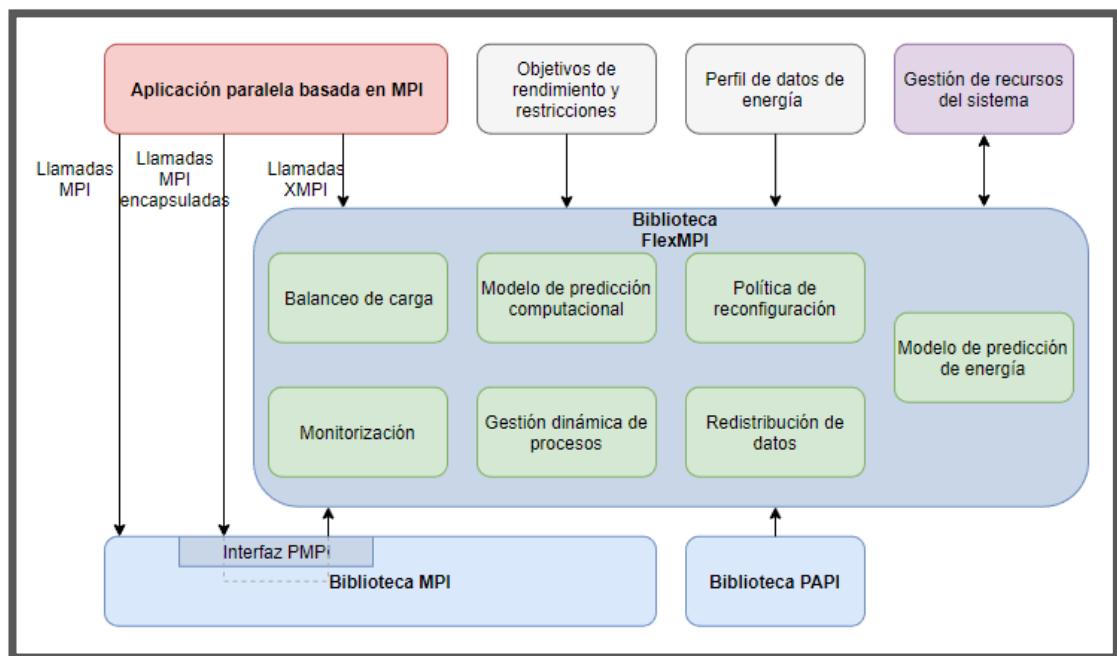 Aplicación paralela basada en MPI
Objetivos de
rendimiento y
restricciones
Perfil de datos de
energía
Gestión de recursos
del sistema
Llamadas
MPI
Llamadas
MPI
encapsuladas
Llamadas
XMPI
Biblioteca
FlexMPI
Balanceo de carga
Modelo de predicción
computacional
Política de
reconfiguración
Modelo de predicción
de energía
Monitorización
Gestión dinámica de
procesos
Redistribución de
datos
Interfaz PMPi
Biblioteca MPI
Biblioteca PAPI